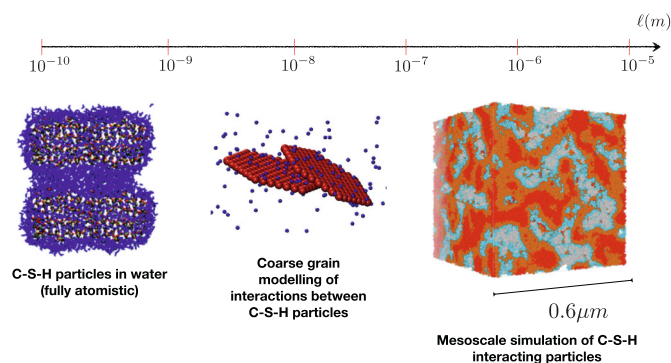 ℓ(m)
10⁻¹⁰ 10⁻⁹ 10⁻⁸ 10⁻⁷ 10⁻⁶ 10⁻⁵
C-S-H particles in water
(fully atomistic)
Coarse grain
modelling of
interactions between
C-S-H particles
0.6μm
Mesoscale simulation of C-S-H
interacting particles